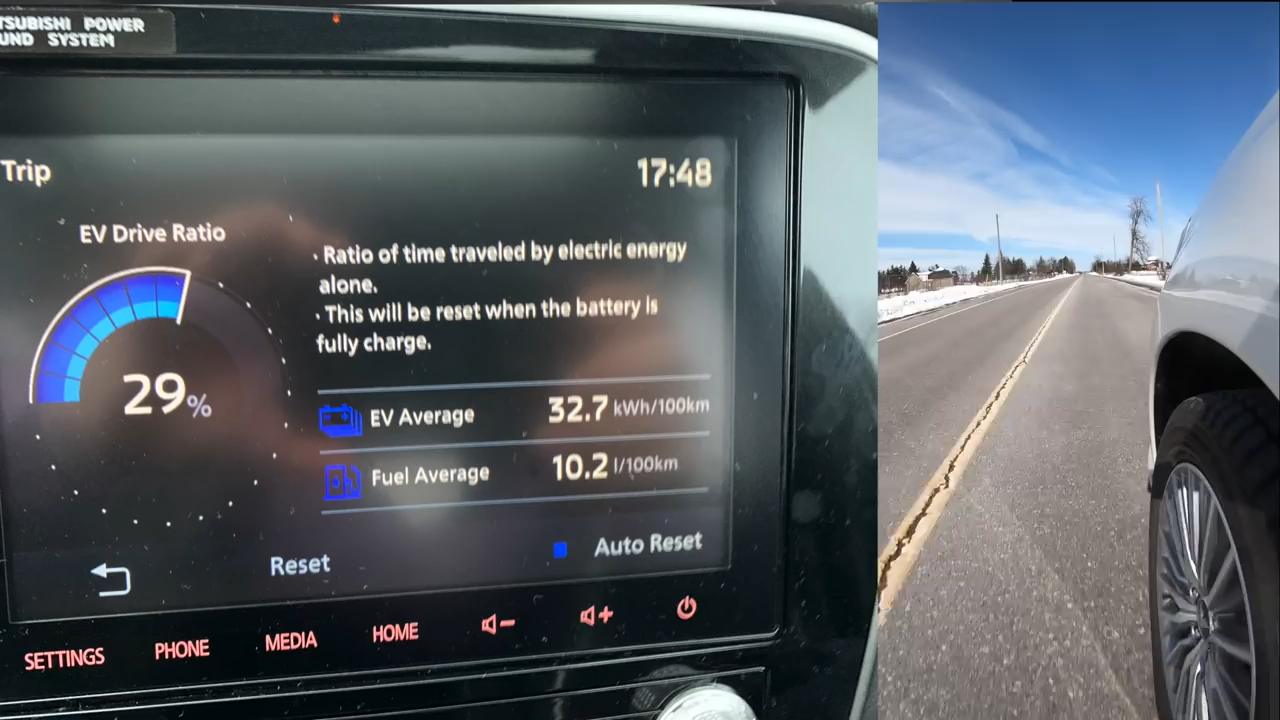 POWER
SYSTEM
Trip
17:48
EV Drive Ratio
· Ratio of time traveled by electric energy
alone.
· This will be reset when the battery is
fully charge.
29%
EV Average 32.7 kWh/100km
Fuel Average 10.2 l/100km
Reset
Auto Reset
SETTINGS PHONE MEDIA HOME - +